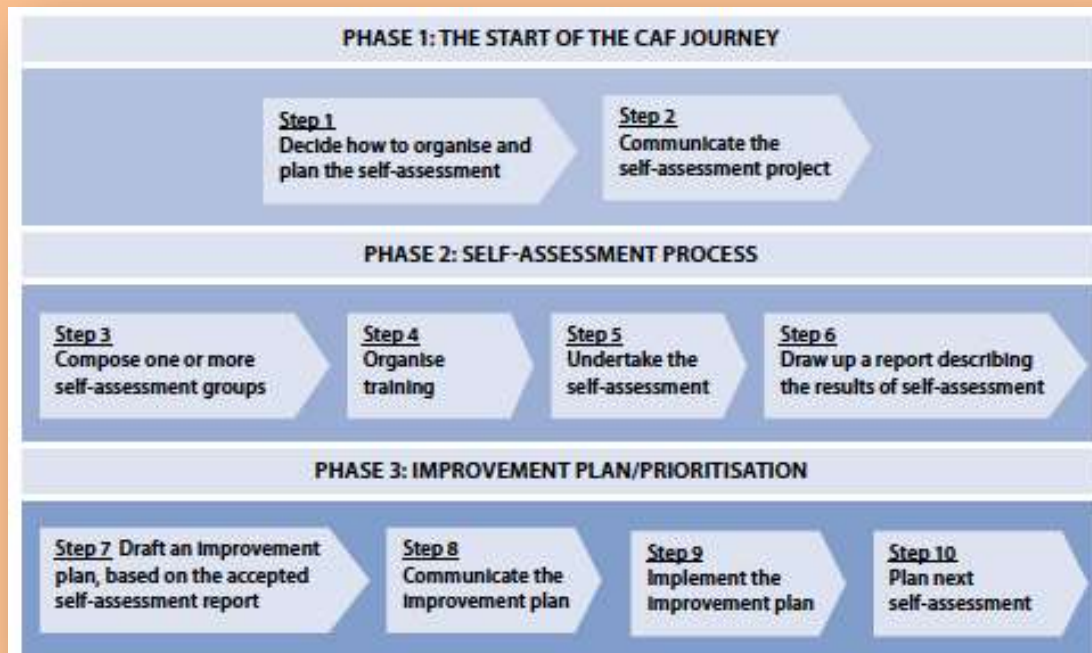 PHASE 1: THE START OF THE CAF JOURNEY
Step 1
Decide how to organise and
plan the self-assessment
Step 2
Communicate the
self-assessment project
PHASE 2: SELF-ASSESSMENT PROCESS
Step 3
Compose one or more
self-assessment groups
Step 4
Organise
training
Step 5
Undertake the
self-assessment
Step 6
Draw up a report describing
the results of self-assessment
PHASE 3: IMPROVEMENT PLAN/PRIORITISATION
Step 7 Draft an improvement
plan, based on the accepted
self-assessment report
Step 8
Communicate the
improvement plan
Step 9
Implement the
improvement plan
Step 10
Plan next
self-assessment